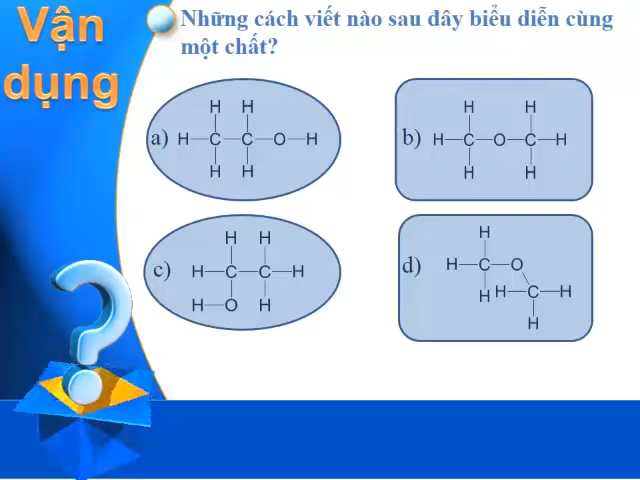 Vận
dụng
Những cách viết nào sau đây biểu diễn cùng
một chất?
a)
H H
H—C—C—O—H
H H
b)
H H
H—C—O—C—H
H H
c)
H H
H—C—C—H
H—O H
d)
H
H—C—O
H H—C—H
H